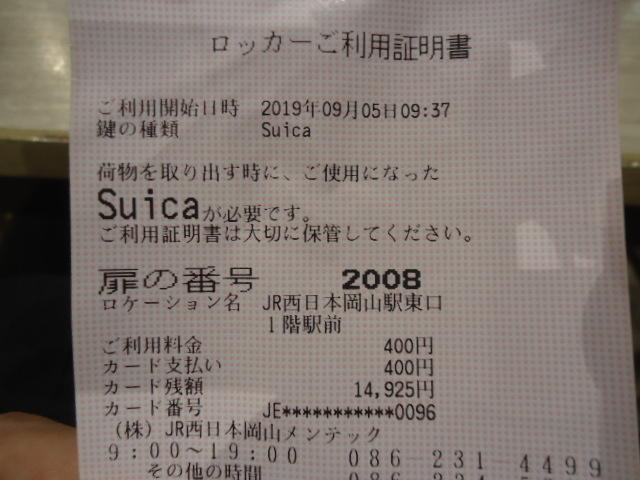 ロッカーご利用証明書
ご利用開始日時 2019年09月05日09:37
鍵の種類 Suica
荷物を取り出す時に、ご使用になった
Suicaが必要です。
ご利用証明書は大切に保管してください。
扉の番号 2008
ロケーション名 JR西日本岡山駅東口
1階駅前
ご利用料金 400円
カード支払い 400円
カード残額 14,925円
カード番号 JE***********0096
(株)JR西日本岡山メンテック
9:00~19:00 086-231-4499
その他の時間